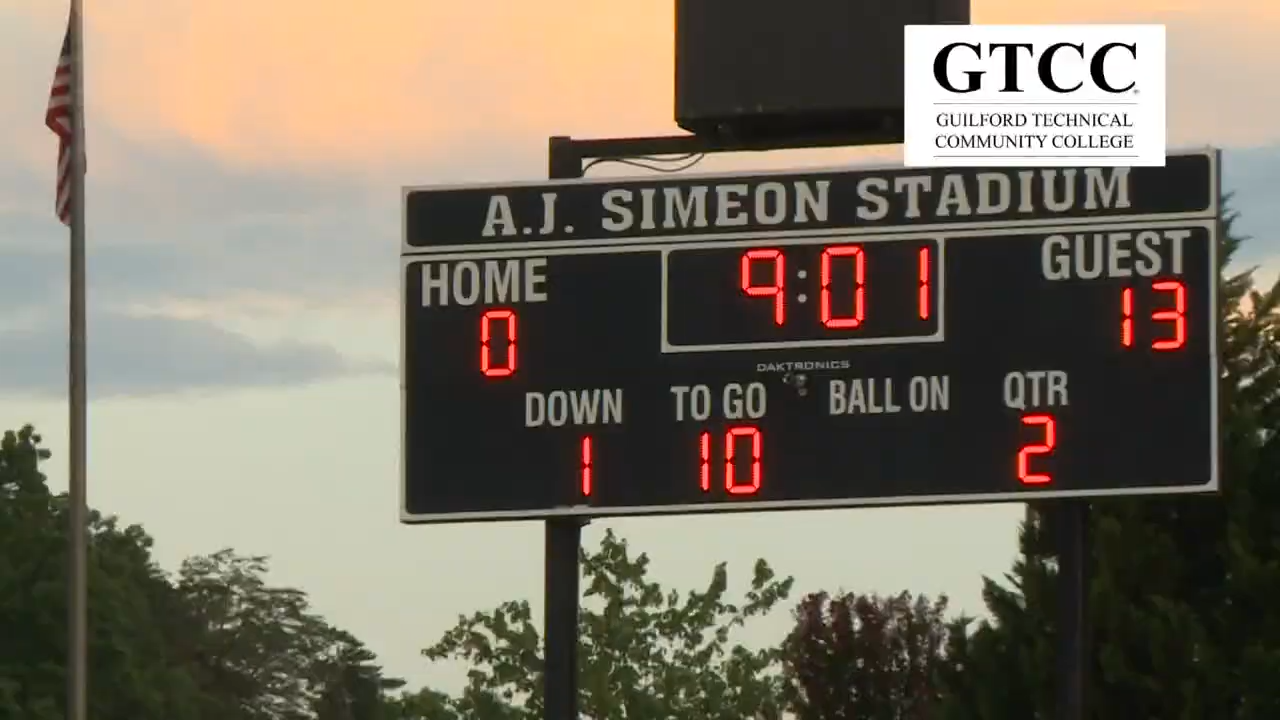 GTCC
GUILFORD TECHNICAL
COMMUNITY COLLEGE
A.J. SIMEON STADIUM
HOME 9:01 GUEST
0 13
DAKTRONICS
DOWN TO GO BALL ON QTR
1 10 2